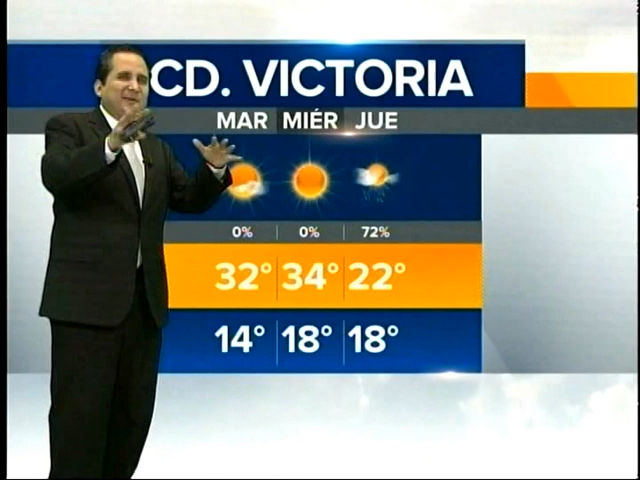 CD. VICTORIA
MAR MIÉR JUE
0% 0% 72%
32° 34° 22°
14° 18° 18°